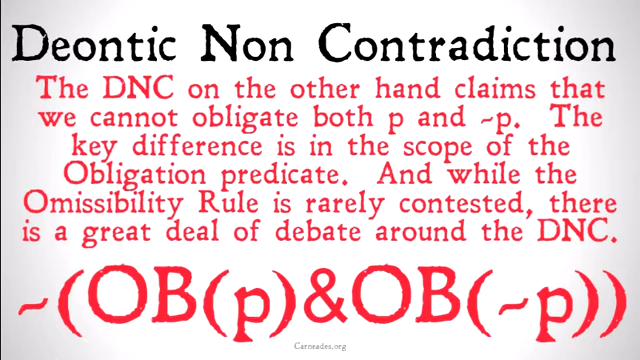 Deontic Non Contradiction
The DNC on the other hand claims that
we cannot obligate both p and ~p. The
key difference is in the scope of the
Obligation predicate. And while the
Omissibility Rule is rarely contested, there
is a great deal of debate around the DNC.
~(OB(p)&OB(~p))
Carneades.org